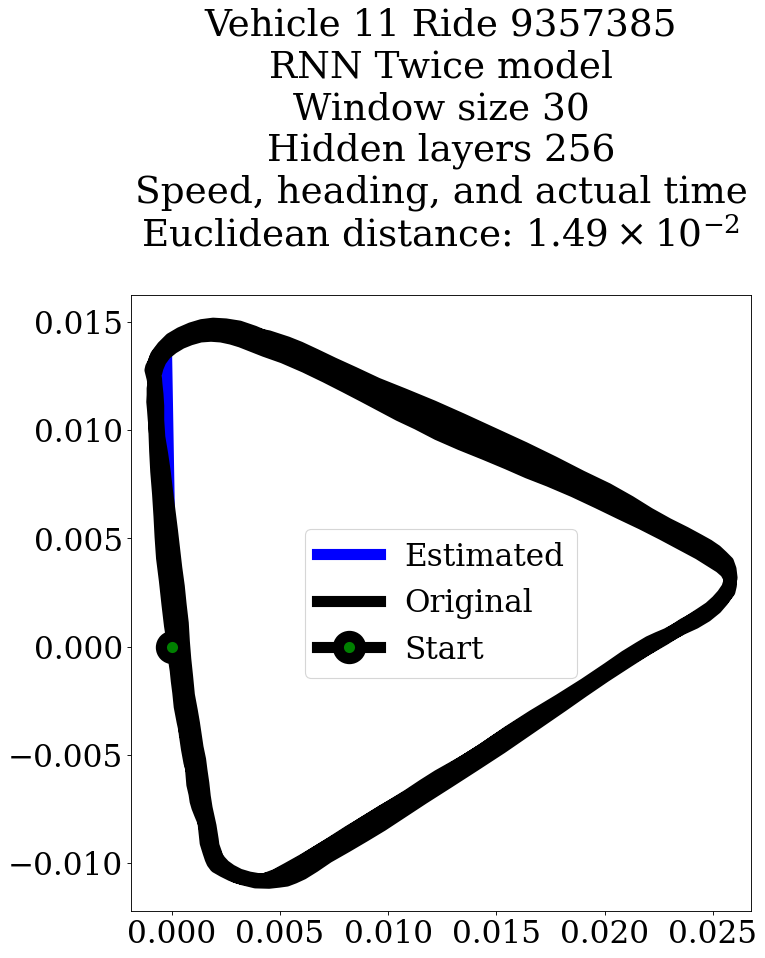 Vehicle 11 Ride 9357385
RNN Twice model
Window size 30
Hidden layers 256
Speed, heading, and actual time
Euclidean distance: 1.49 × 10⁻²
0.015
0.010
0.005
0.000
−0.005
−0.010
Estimated
Original
Start
0.000 0.005 0.010 0.015 0.020 0.025